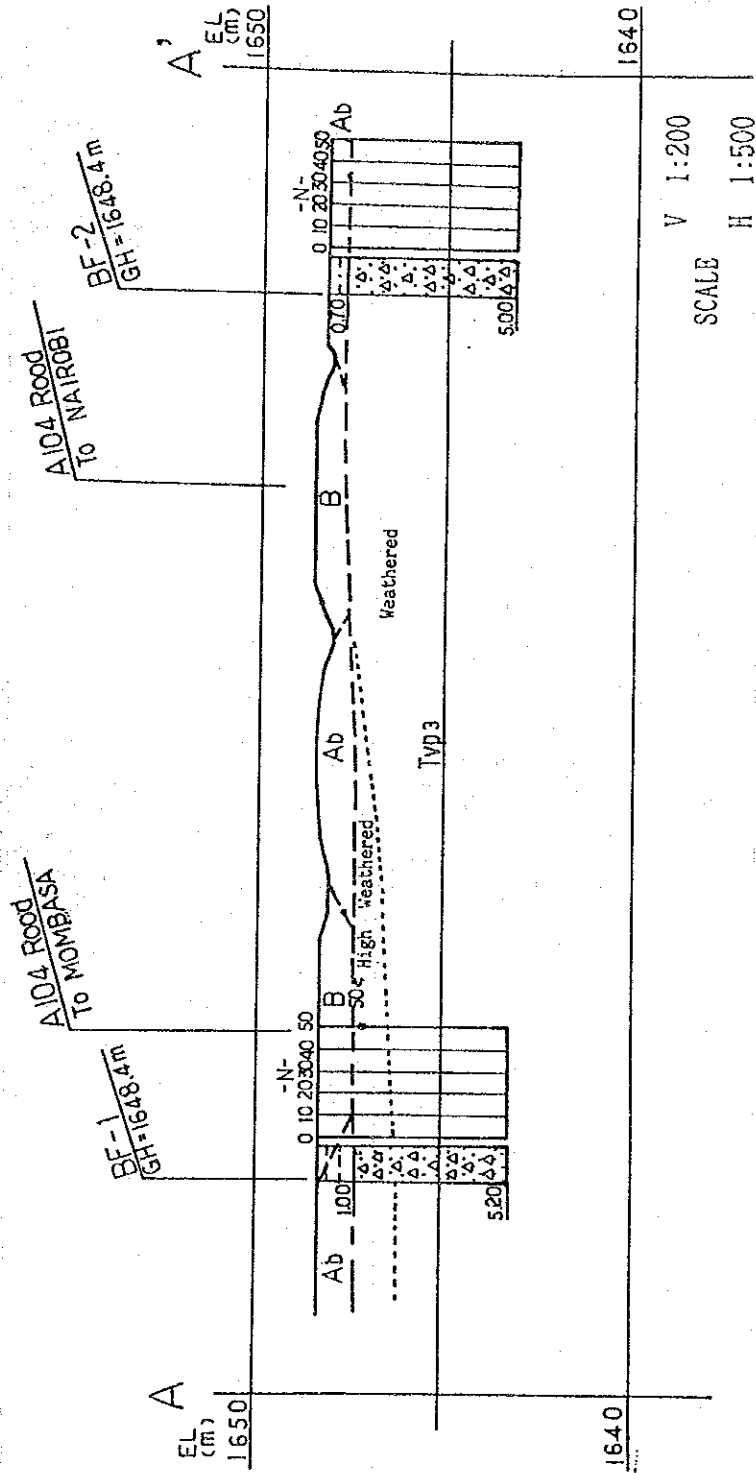 A
EL
(m)
1650
1640
BF-1
GH=1648.4m
A104 Rood
To MOMBASA
A104 Rood
To NAIROBI
BF-2
GH=1648.4m
A'
EL
(m)
1650
1640
-N-
0 10 20 30 40 50
Ab
B
Ab
B
1.00
50<
High Weathered
Weathered
5.20
Tvp3
-N-
0 10 20 30 40 50
Ab
0.70
5.00
SCALE V 1:200
H 1:500